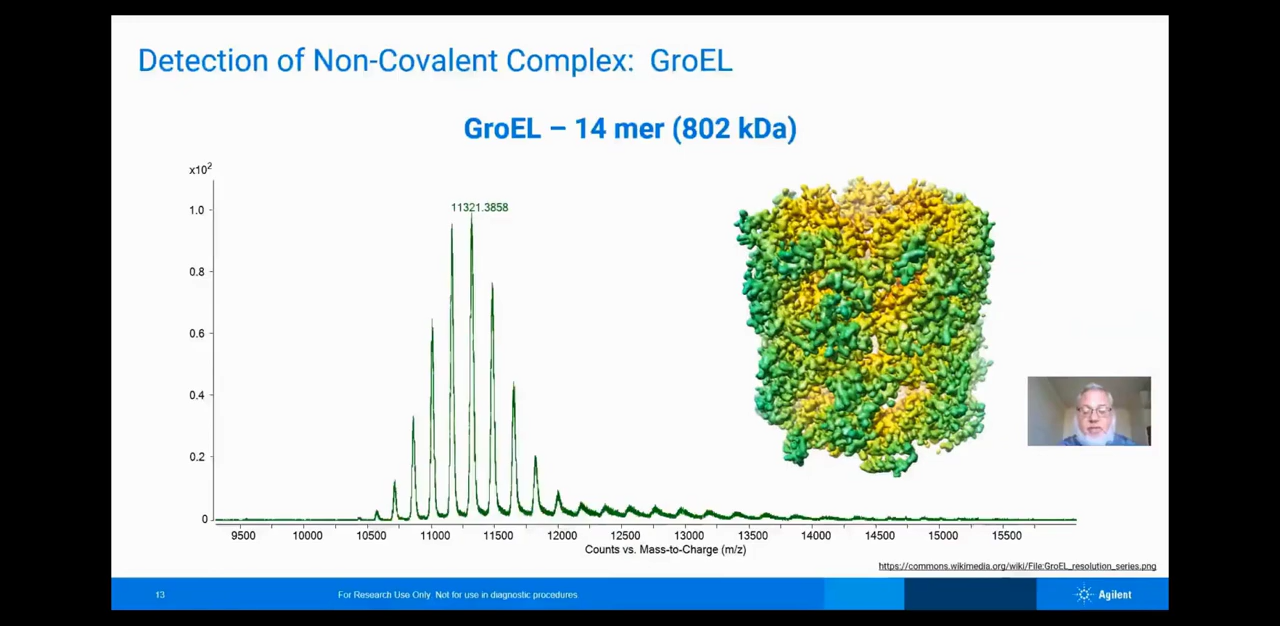 Detection of Non-Covalent Complex: GroEL
GroEL – 14 mer (802 kDa)
x10²
11321.3858
1.0
0.8
0.6
0.4
0.2
0
9500 10000 10500 11000 11500 12000 12500 13000 13500 14000 14500 15000 15500
Counts vs. Mass-to-Charge (m/z)
https://commons.wikimedia.org/wiki/File:GroEL_resolution_series.png
13 For Research Use Only. Not for use in diagnostic procedures. Agilent